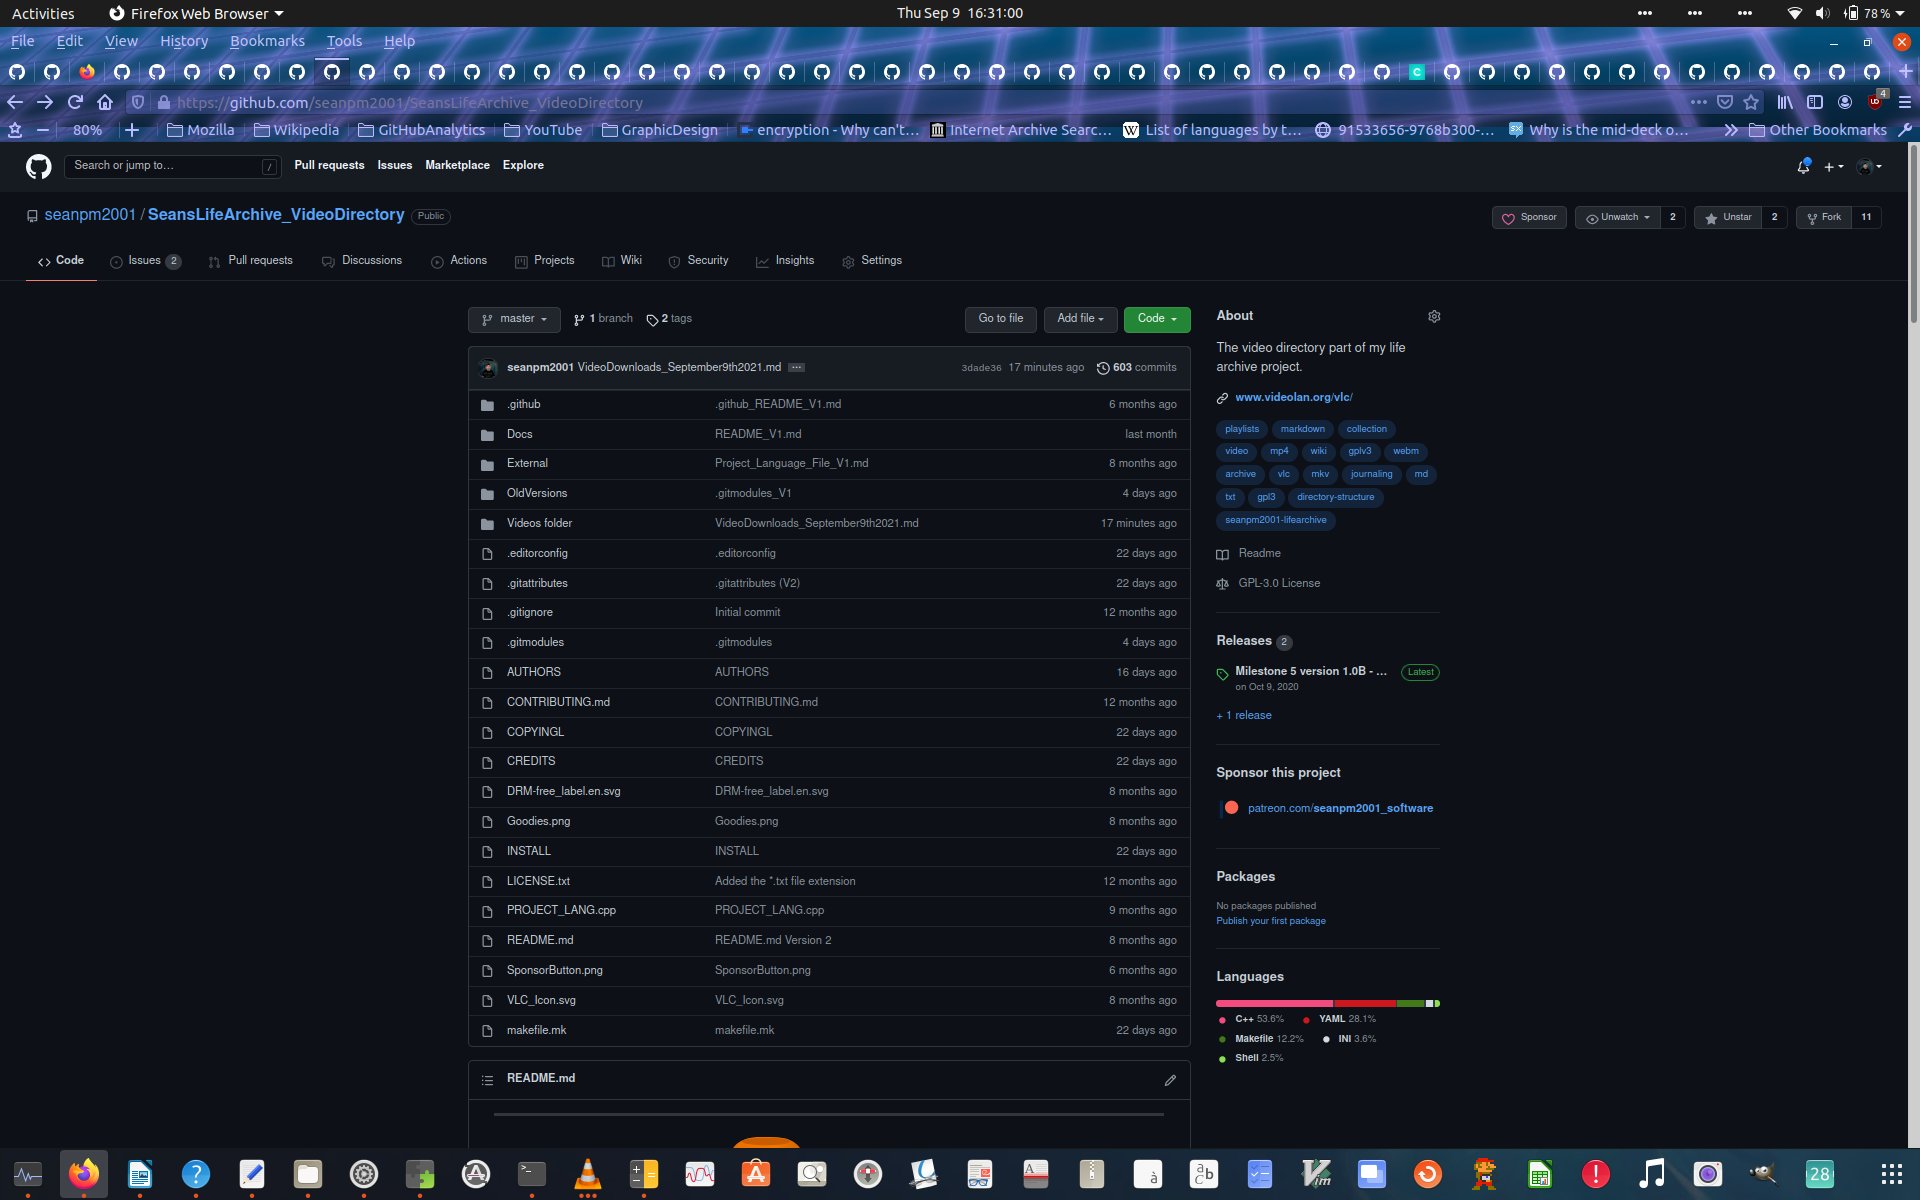 Activities Firefox Web Browser Thu Sep 9 16:31:00 78 %
File Edit View History Bookmarks Tools Help
https://github.com/seanpm2001/SeansLifeArchive_VideoDirectory 4
80% Mozilla Wikipedia GitHubAnalytics YouTube GraphicDesign encryption - Why can't… Internet Archive Searc… List of languages by t… 91533656-9768b300-… Why is the mid-deck o… Other Bookmarks
Search or jump to… / Pull requests Issues Marketplace Explore
seanpm2001 / SeansLifeArchive_VideoDirectory Public Sponsor Unwatch 2 Unstar 2 Fork 11
Code Issues 2 Pull requests Discussions Actions Projects Wiki Security Insights Settings
master 1 branch 2 tags Go to file Add file Code
seanpm2001 VideoDownloads_September9th2021.md ... 3dade36 17 minutes ago 603 commits
.github .github_README_V1.md 6 months ago
Docs README_V1.md last month
External Project_Language_File_V1.md 8 months ago
OldVersions .gitmodules_V1 4 days ago
Videos folder VideoDownloads_September9th2021.md 17 minutes ago
.editorconfig .editorconfig 22 days ago
.gitattributes .gitattributes (V2) 22 days ago
.gitignore Initial commit 12 months ago
.gitmodules .gitmodules 4 days ago
AUTHORS AUTHORS 16 days ago
CONTRIBUTING.md CONTRIBUTING.md 12 months ago
COPYINGL COPYINGL 22 days ago
CREDITS CREDITS 22 days ago
DRM-free_label.en.svg DRM-free_label.en.svg 8 months ago
Goodies.png Goodies.png 8 months ago
INSTALL INSTALL 22 days ago
LICENSE.txt Added the *.txt file extension 12 months ago
PROJECT_LANG.cpp PROJECT_LANG.cpp 9 months ago
README.md README.md Version 2 8 months ago
SponsorButton.png SponsorButton.png 6 months ago
VLC_Icon.svg VLC_Icon.svg 8 months ago
makefile.mk makefile.mk 22 days ago
README.md
About
The video directory part of my life
archive project.
www.videolan.org/vlc/
playlists markdown collection
video mp4 wiki gplv3 webm
archive vlc mkv journaling md
txt gpl3 directory-structure
seanpm2001-lifearchive
Readme
GPL-3.0 License
Releases 2
Milestone 5 version 1.0B - ... Latest
on Oct 9, 2020
+ 1 release
Sponsor this project
patreon.com/seanpm2001_software
Packages
No packages published
Publish your first package
Languages
C++ 53.6% YAML 28.1%
Makefile 12.2% INI 3.6%
Shell 2.5%
28